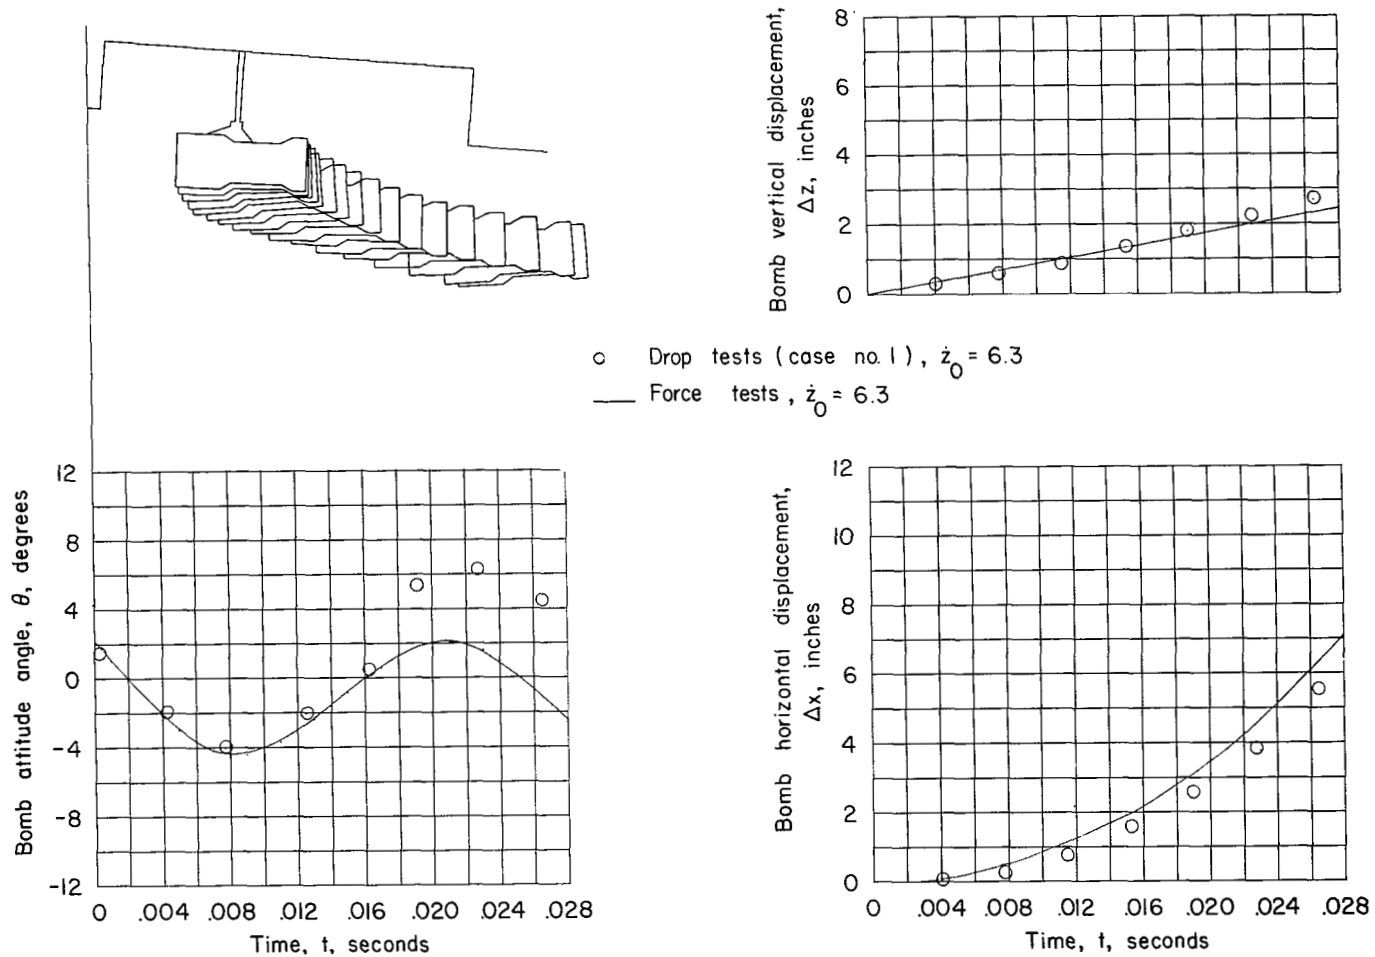 Bomb vertical displacement,
Δz, inches
8
6
4
2
0
○ Drop tests (case no. 1), ż0 = 6.3
— Force tests, ż0 = 6.3
Bomb attitude angle, θ, degrees
12
8
4
0
-4
-8
-12
0 .004 .008 .012 .016 .020 .024 .028
Time, t, seconds
Bomb horizontal displacement,
Δx, inches
12
10
8
6
4
2
0
0 .004 .008 .012 .016 .020 .024 .028
Time, t, seconds